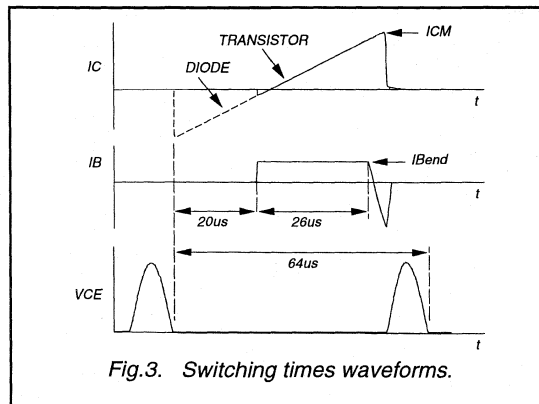 ICM
TRANSISTOR
IC
DIODE
t
IB
IBend
t
20us
26us
64us
VCE
t
Fig.3. Switching times waveforms.